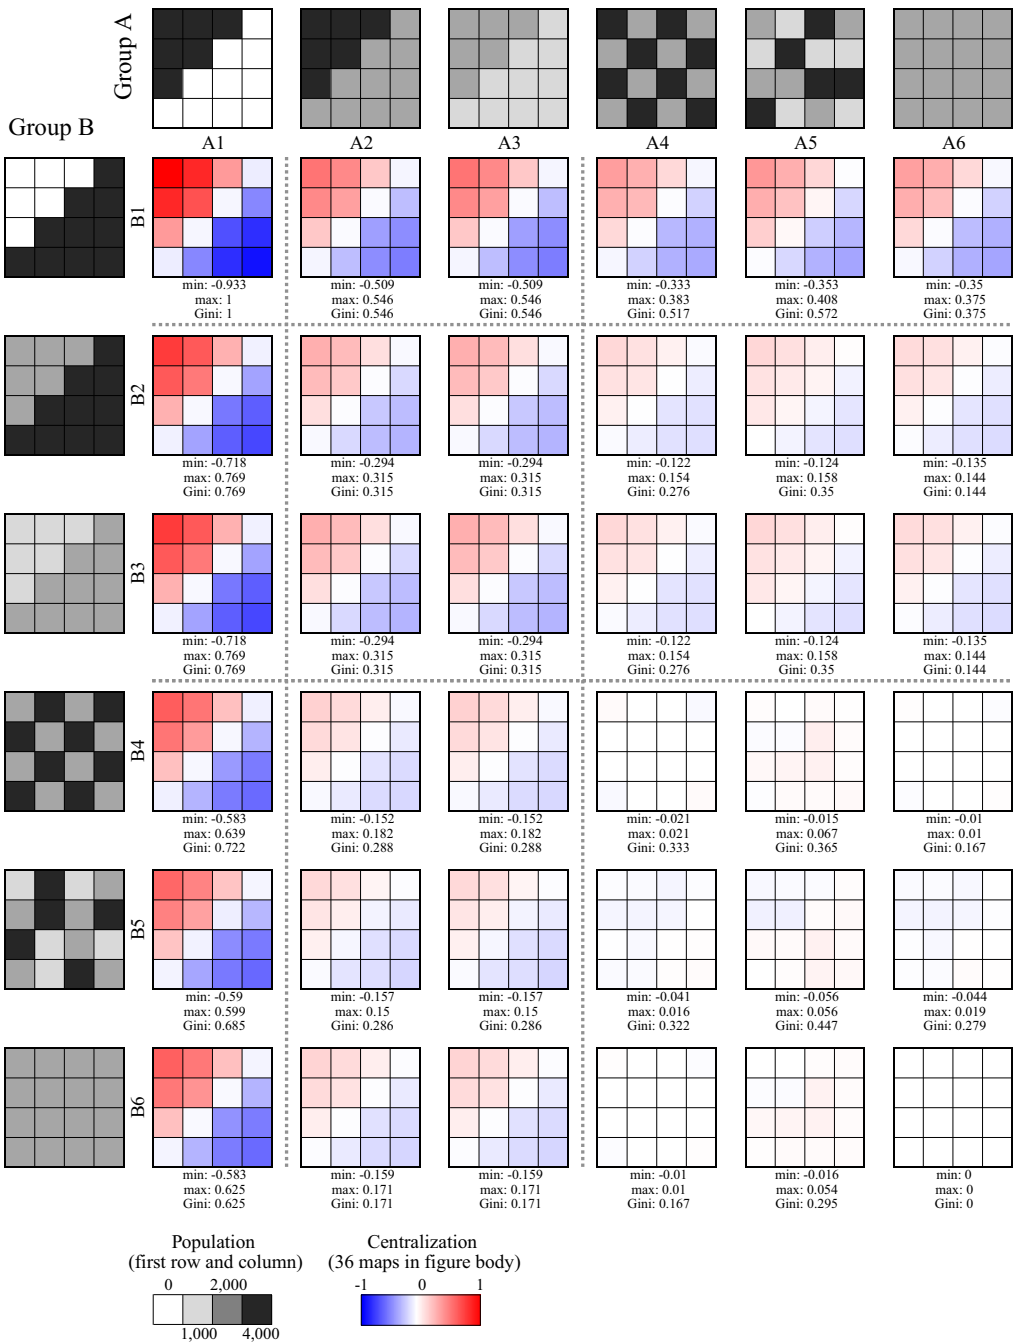 Group A
Group B
A1 A2 A3 A4 A5 A6
B1
min: -0.933 min: -0.509 min: -0.509 min: -0.333 min: -0.353 min: -0.35
max: 1 max: 0.546 max: 0.546 max: 0.383 max: 0.408 max: 0.375
Gini: 1 Gini: 0.546 Gini: 0.546 Gini: 0.517 Gini: 0.572 Gini: 0.375
B2
min: -0.718 min: -0.294 min: -0.294 min: -0.122 min: -0.124 min: -0.135
max: 0.769 max: 0.315 max: 0.315 max: 0.154 max: 0.158 max: 0.144
Gini: 0.769 Gini: 0.315 Gini: 0.315 Gini: 0.276 Gini: 0.35 Gini: 0.144
B3
min: -0.718 min: -0.294 min: -0.294 min: -0.122 min: -0.124 min: -0.135
max: 0.769 max: 0.315 max: 0.315 max: 0.154 max: 0.158 max: 0.144
Gini: 0.769 Gini: 0.315 Gini: 0.315 Gini: 0.276 Gini: 0.35 Gini: 0.144
B4
min: -0.583 min: -0.152 min: -0.152 min: -0.021 min: -0.015 min: -0.01
max: 0.639 max: 0.182 max: 0.182 max: 0.021 max: 0.067 max: 0.01
Gini: 0.722 Gini: 0.288 Gini: 0.288 Gini: 0.333 Gini: 0.365 Gini: 0.167
B5
min: -0.59 min: -0.157 min: -0.157 min: -0.041 min: -0.056 min: -0.044
max: 0.599 max: 0.15 max: 0.15 max: 0.016 max: 0.056 max: 0.019
Gini: 0.685 Gini: 0.286 Gini: 0.286 Gini: 0.322 Gini: 0.447 Gini: 0.279
B6
min: -0.583 min: -0.159 min: -0.159 min: -0.01 min: -0.016 min: 0
max: 0.625 max: 0.171 max: 0.171 max: 0.01 max: 0.054 max: 0
Gini: 0.625 Gini: 0.171 Gini: 0.171 Gini: 0.167 Gini: 0.295 Gini: 0
Population
(first row and column)
0 2,000
1,000 4,000
Centralization
(36 maps in figure body)
-1 0 1